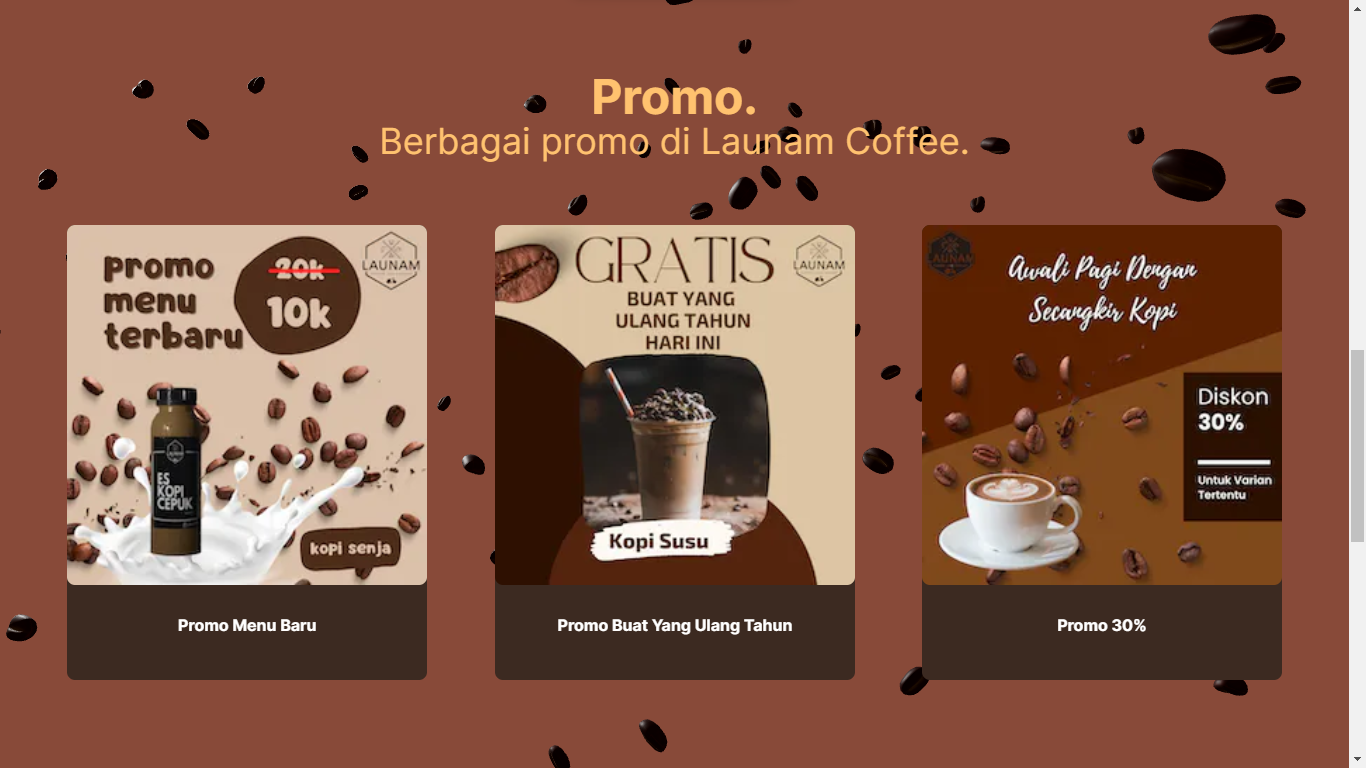 Promo.
Berbagai promo di Launam Coffee.
promo
menu
terbaru
20k
10k
LAUNAM
ES
KOPI
CEPUK
kopi senja
Promo Menu Baru
GRATIS
LAUNAM
BUAT YANG
ULANG TAHUN
HARI INI
Kopi Susu
Promo Buat Yang Ulang Tahun
LAUNAM
Awali Pagi Dengan
Secangkir Kopi
Diskon
30%
Untuk Varian
Tertentu
Promo 30%